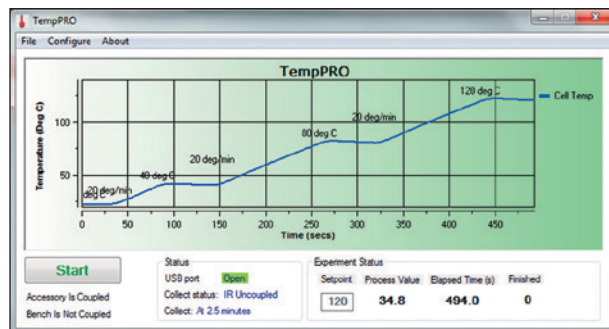 TempPRO
File Configure About
TempPRO
120 deg C
Cell Temp
20 deg/min
80 deg C
20 deg/min
40 deg C
20 deg/min
deg C
Temperature (Deg C)
100
50
0 50 100 150 200 250 300 350 400 450
Time (secs)
Start
Accessory Is Coupled
Bench Is Not Coupled
Status
USB port Open
Collect status: IR Uncoupled
Collect: At 2.5 minutes
Experiment Status
Setpoint Process Value Elapsed Time (s) Finished
120 34.8 494.0 0